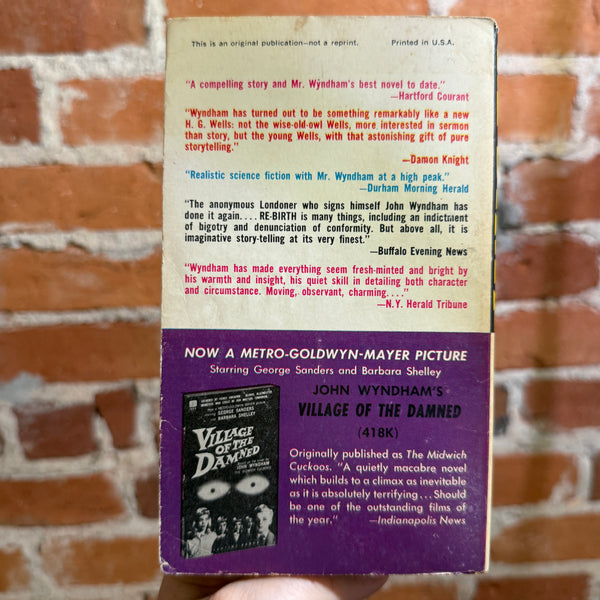 This is an original publication—not a reprint. Printed in U.S.A.
"A compelling story and Mr. Wyndham's best novel to date."
—Hartford Courant
"Wyndham has turned out to be something remarkably like a new
H. G. Wells: not the wise-old-owl Wells, more interested in sermon
than story, but the young Wells, with that astonishing gift of pure
storytelling."
—Damon Knight
"Realistic science fiction with Mr. Wyndham at a high peak."
—Durham Morning Herald
"The anonymous Londoner who signs himself John Wyndham has
done it again.... RE-BIRTH is many things, including an indictment
of bigotry and denunciation of conformity. But above all, it is
imaginative story-telling at its very finest."
—Buffalo Evening News
"Wyndham has made everything seem fresh-minted and bright by
his warmth and insight, his quiet skill in detailing both character
and circumstance. Moving, observant, charming...."
—N.Y. Herald Tribune
NOW A METRO-GOLDWYN-MAYER PICTURE
Starring George Sanders and Barbara Shelley
JOHN WYNDHAM'S
VILLAGE OF THE DAMNED
(418K)
Originally published as The Midwich
Cuckoos. "A quietly macabre novel
which builds to a climax as inevitable
as it is absolutely terrifying... Should
be one of the outstanding films of
the year." —Indianapolis News
GEORGE SANDERS
BARBARA SHELLEY
VILLAGE
OF THE
DAMNED
JOHN WYNDHAM